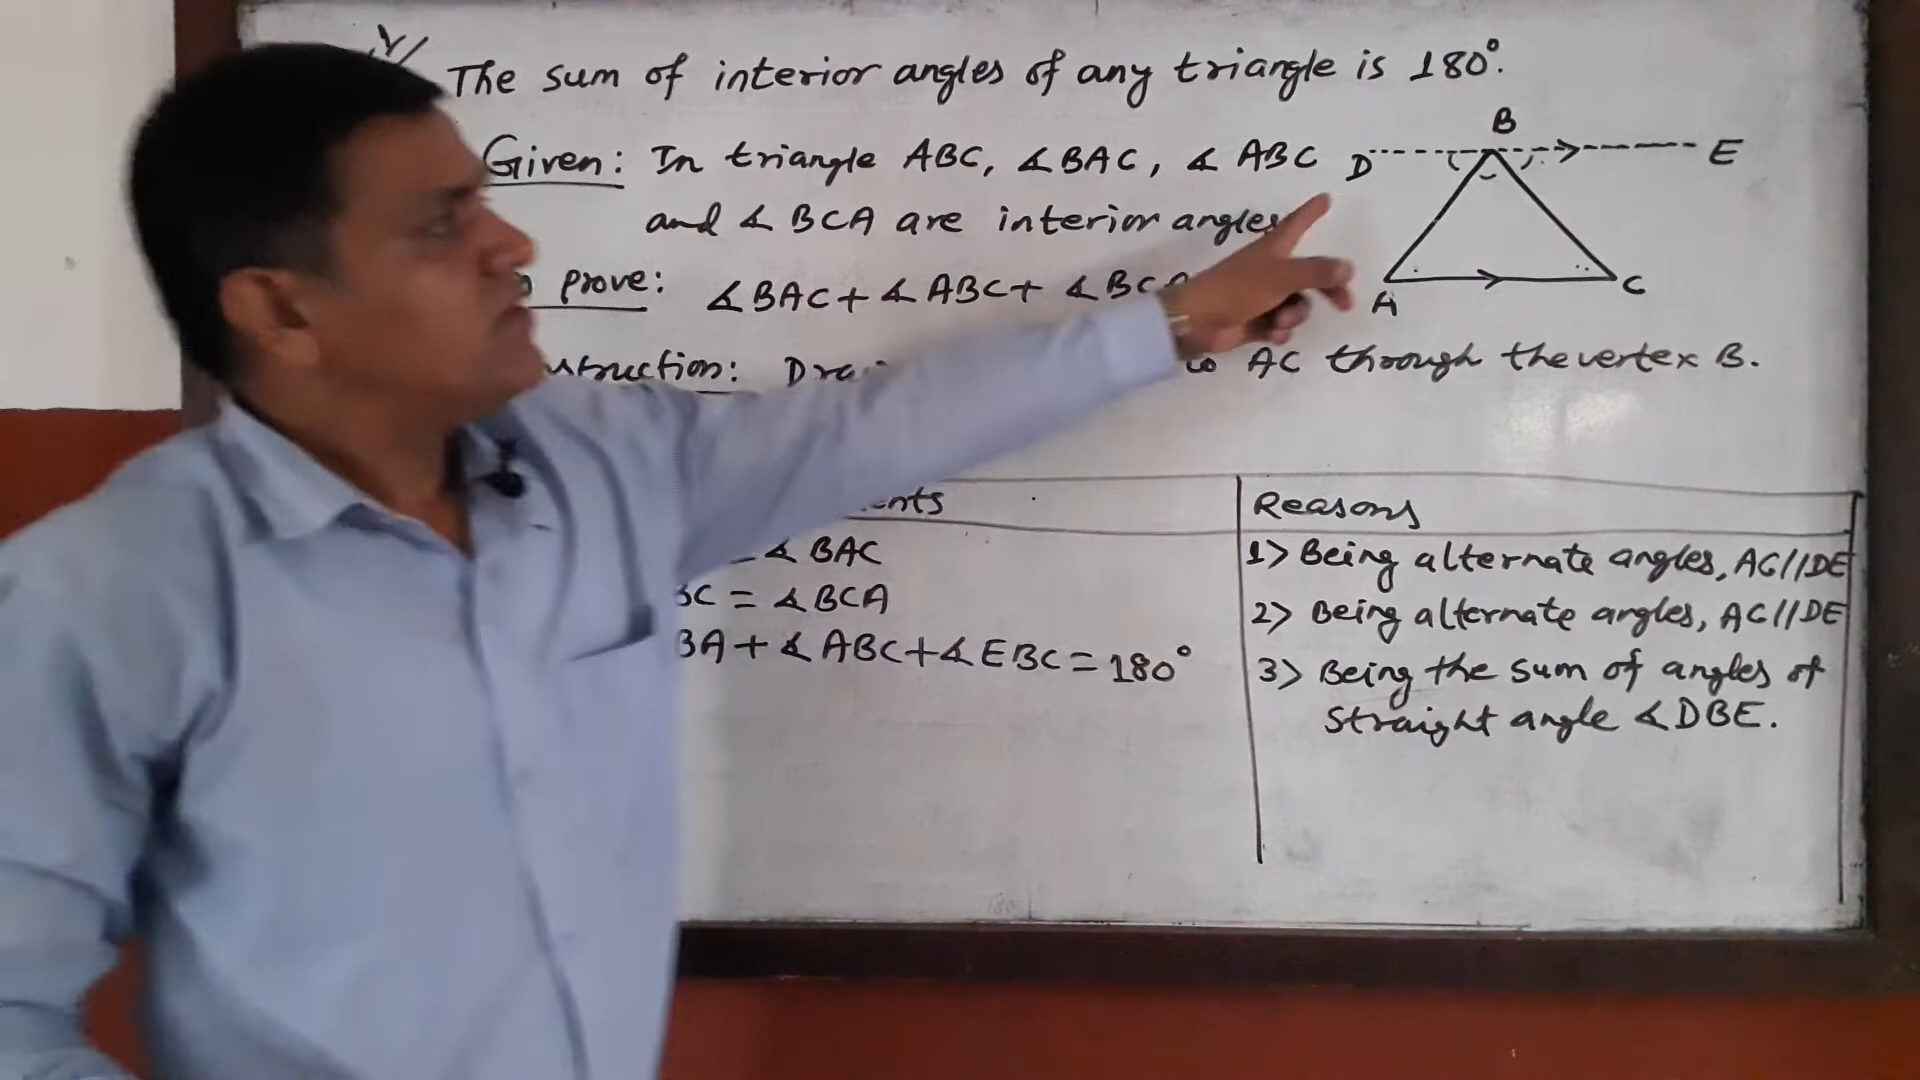 The sum of interior angles of any triangle is 180°.
Given: In triangle ABC, ∡BAC, ∡ABC
and ∡BCA are interior angles
prove: ∡BAC + ∡ABC + ∡BCA
B
D
E
A
C
AC through the vertex B.
Reasons
∡BAC
= ∡BCA
+ ∡ABC + ∡EBC = 180°
1> Being alternate angles, AC//DE
2> Being alternate angles, AC//DE
3> Being the sum of angles of
straight angle ∡DBE.